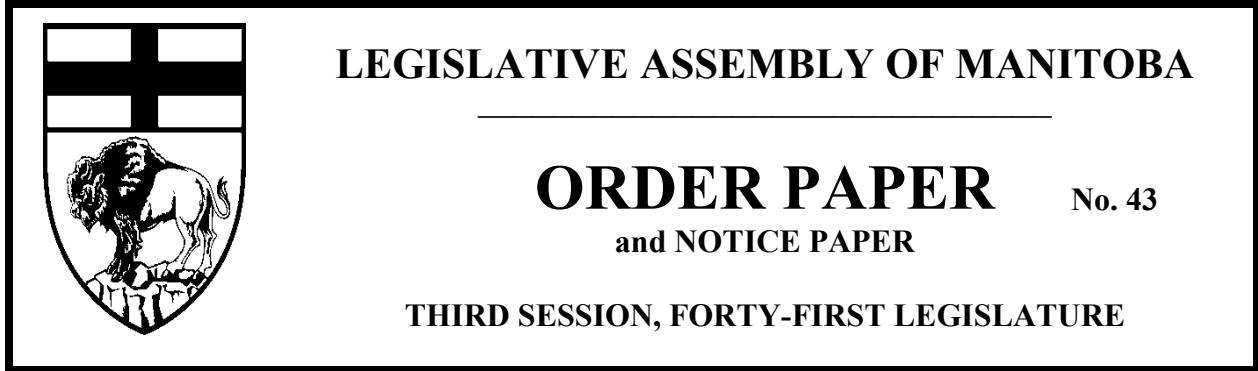 LEGISLATIVE ASSEMBLY OF MANITOBA
ORDER PAPER No. 43
and NOTICE PAPER
THIRD SESSION, FORTY-FIRST LEGISLATURE